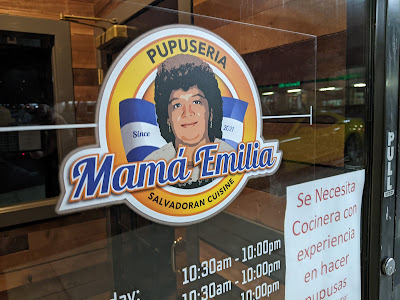 PUPUSERIA
Since
2021
Mamá Emilia
SALVADORAN CUISINE
10:30am - 10:00pm
10:30am - 10:00pm
10:30am - 10:00pm
Se Necesita
Cocinera con
experiencia
en hacer
pupusas
PULL